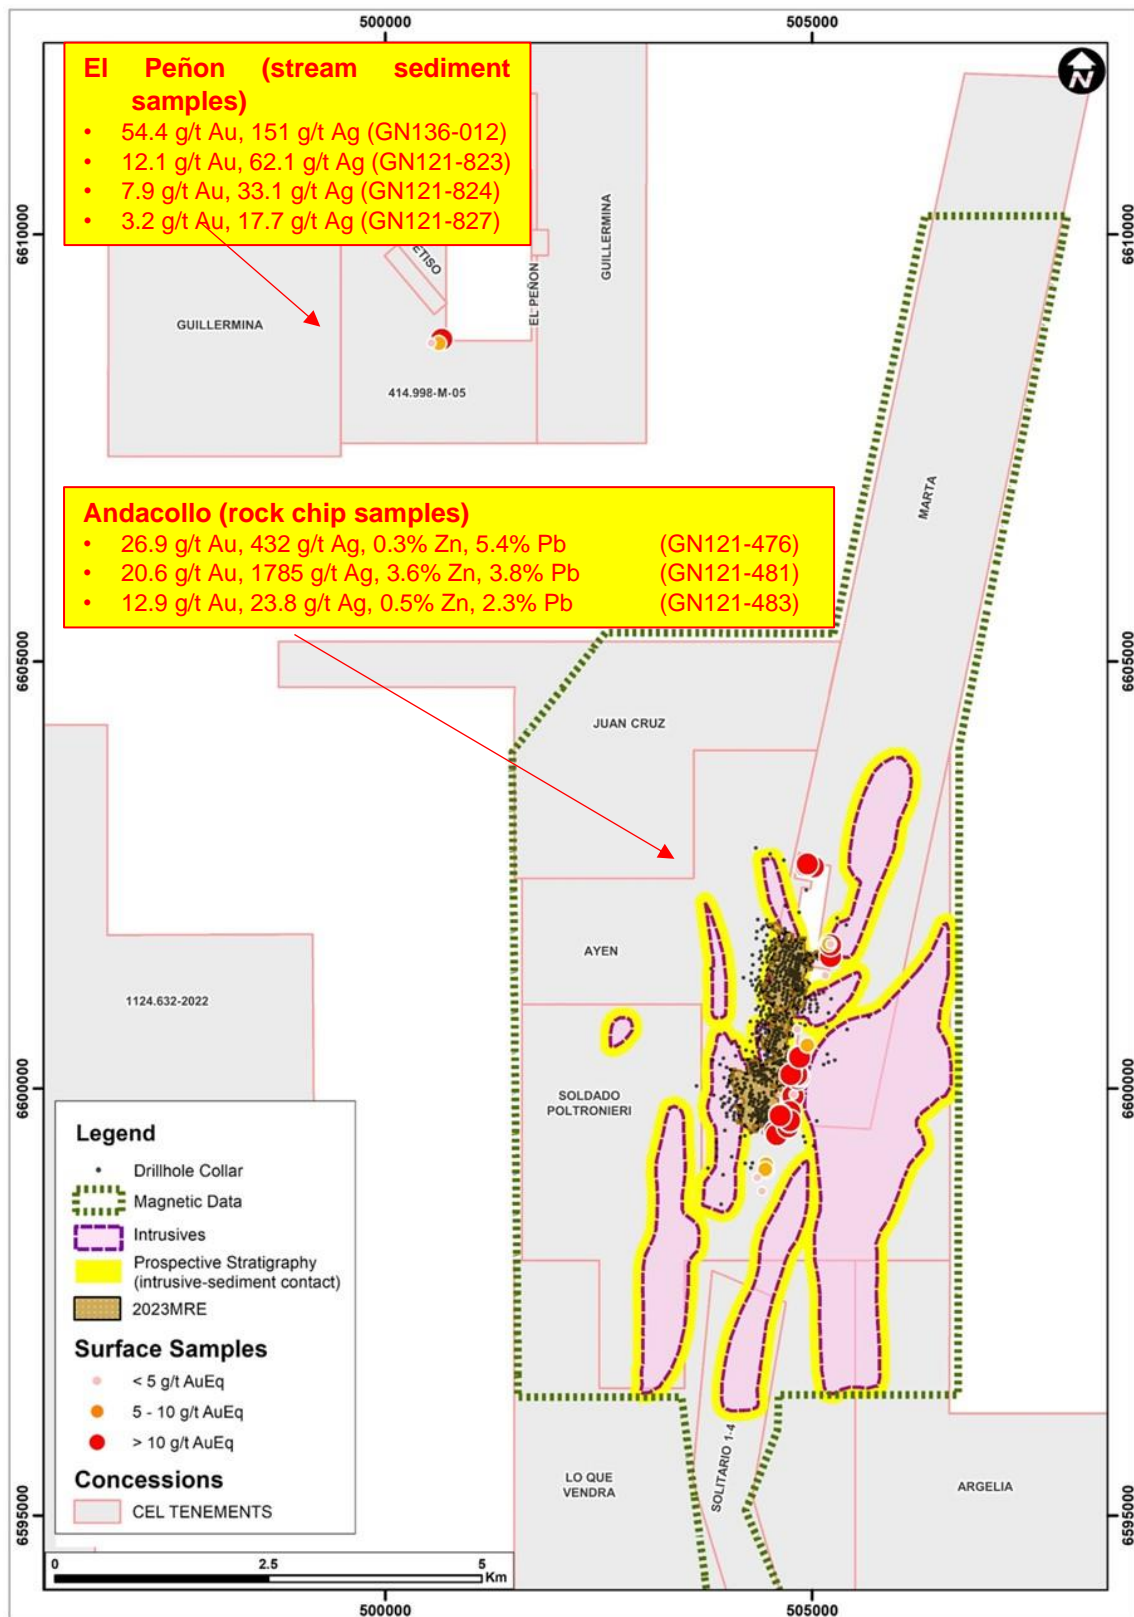 500000
505000
N
El Peñon (stream sediment
samples)
• 54.4 g/t Au, 151 g/t Ag (GN136-012)
• 12.1 g/t Au, 62.1 g/t Ag (GN121-823)
• 7.9 g/t Au, 33.1 g/t Ag (GN121-824)
• 3.2 g/t Au, 17.7 g/t Ag (GN121-827)
6610000
6610000
ETISO
EL PEÑON
GUILLERMINA
GUILLERMINA
414.998-M-05
MARTA
Andacollo (rock chip samples)
• 26.9 g/t Au, 432 g/t Ag, 0.3% Zn, 5.4% Pb (GN121-476)
• 20.6 g/t Au, 1785 g/t Ag, 3.6% Zn, 3.8% Pb (GN121-481)
• 12.9 g/t Au, 23.8 g/t Ag, 0.5% Zn, 2.3% Pb (GN121-483)
6605000
6605000
JUAN CRUZ
AYEN
1124.632-2022
SOLDADO
POLTRONIERI
6600000
6600000
Legend
Drillhole Collar
Magnetic Data
Intrusives
Prospective Stratigraphy
(intrusive-sediment contact)
2023MRE
Surface Samples
< 5 g/t AuEq
5 - 10 g/t AuEq
> 10 g/t AuEq
Concessions
CEL TENEMENTS
LO QUE
VENDRA
SOLITARIO 1-4
ARGELIA
6595000
6595000
0
2.5
5
Km
500000
505000